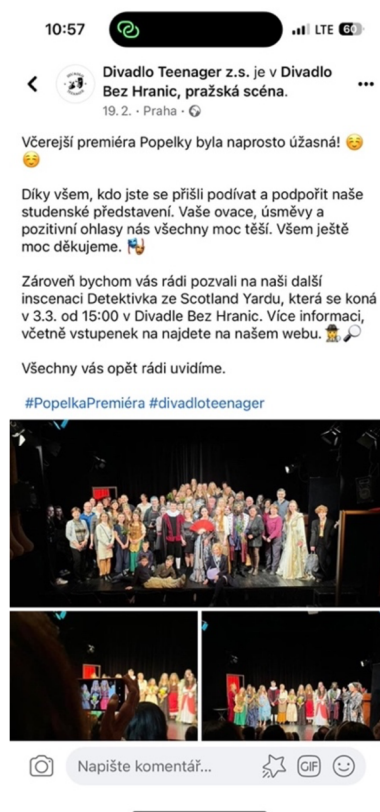 10:57
LTE 60
Divadlo Teenager z.s. je v Divadlo
Bez Hranic, pražská scéna.
19. 2. · Praha ·
Včerejší premiéra Popelky byla naprosto úžasná! ☺️
☺️
Díky všem, kdo jste se přišli podívat a podpořit naše
studenské představení. Vaše ovace, úsměvy a
pozitivní ohlasy nás všechny moc těší. Všem ještě
moc děkujeme.
Zároveň bychom vás rádi pozvali na naši další
inscenaci Detektivka ze Scotland Yardu, která se koná
v 3.3. od 15:00 v Divadle Bez Hranic. Více informaci,
včetně vstupenek na najdete na našem webu.
Všechny vás opět rádi uvidíme.
#PopelkaPremiéra #divadloteenager
Napište komentář...
GIF